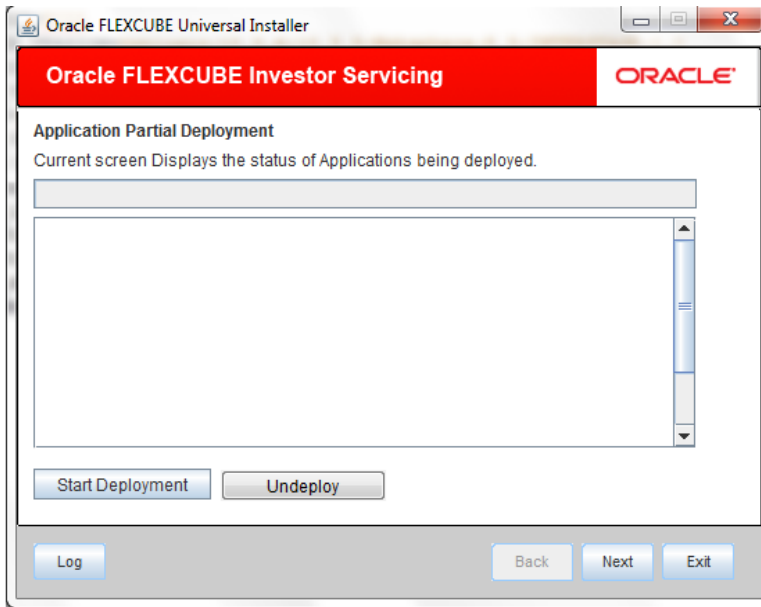 Oracle FLEXCUBE Universal Installer
Oracle FLEXCUBE Investor Servicing
ORACLE'
Application Partial Deployment
Current screen Displays the status of Applications being deployed.
Start Deployment Undeploy
Log Back Next Exit